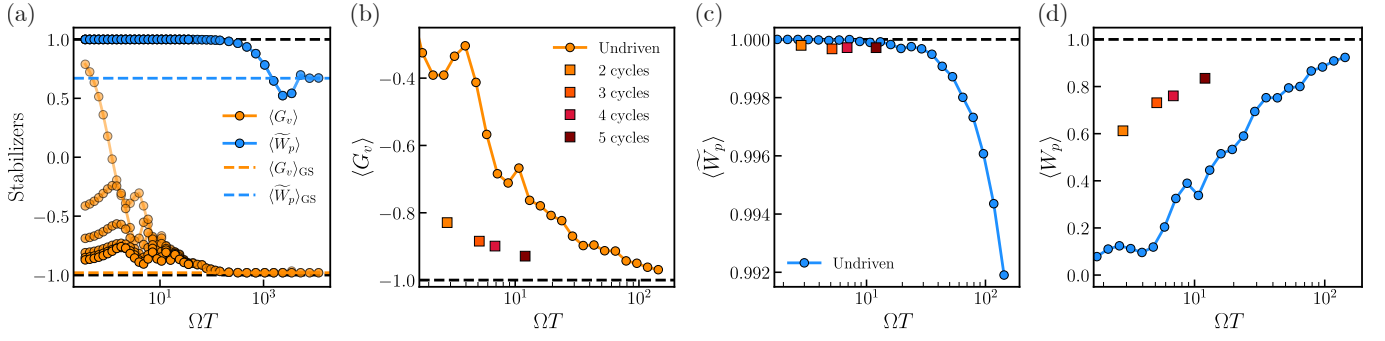 (a)
Stabilizers
1.0
0.5
0.0
−0.5
−1.0
⟨G_v⟩
⟨W̃_p⟩
⟨G_v⟩_GS
⟨W̃_p⟩_GS
10^1
10^3
ΩT
(b)
⟨G_v⟩
−0.4
−0.6
−0.8
−1.0
Undriven
2 cycles
3 cycles
4 cycles
5 cycles
10^1
10^2
ΩT
(c)
⟨W̃_p⟩
1.000
0.998
0.996
0.994
0.992
Undriven
10^1
10^2
ΩT
(d)
⟨W_p⟩
1.0
0.8
0.6
0.4
0.2
0.0
10^1
10^2
ΩT